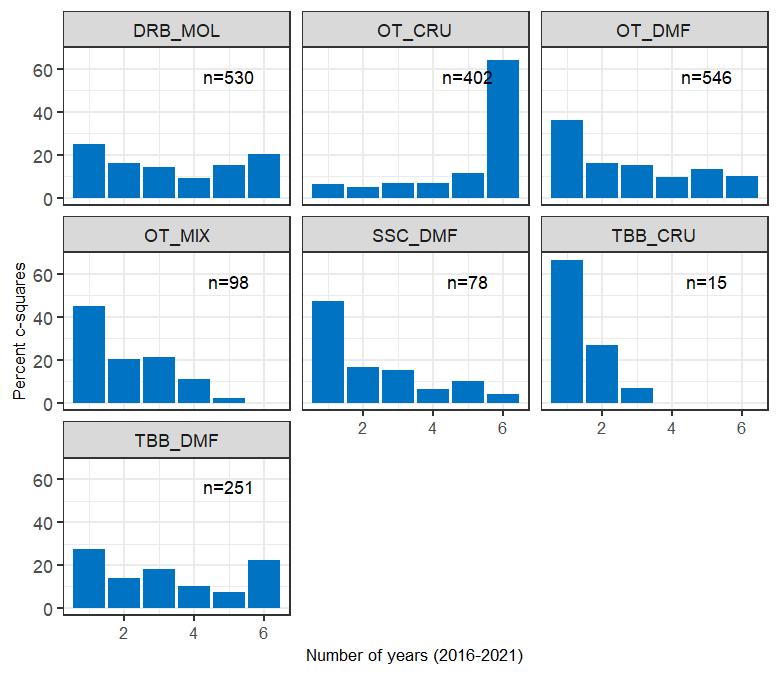 DRB_MOL OT_CRU OT_DMF
60 n=530 n=402 n=546
40
20
0
OT_MIX SSC_DMF TBB_CRU
60 n=98 n=78 n=15
40
20
0
2 4 6 2 4 6
TBB_DMF
60 n=251
40
20
0
2 4 6
Percent c-squares
Number of years (2016-2021)